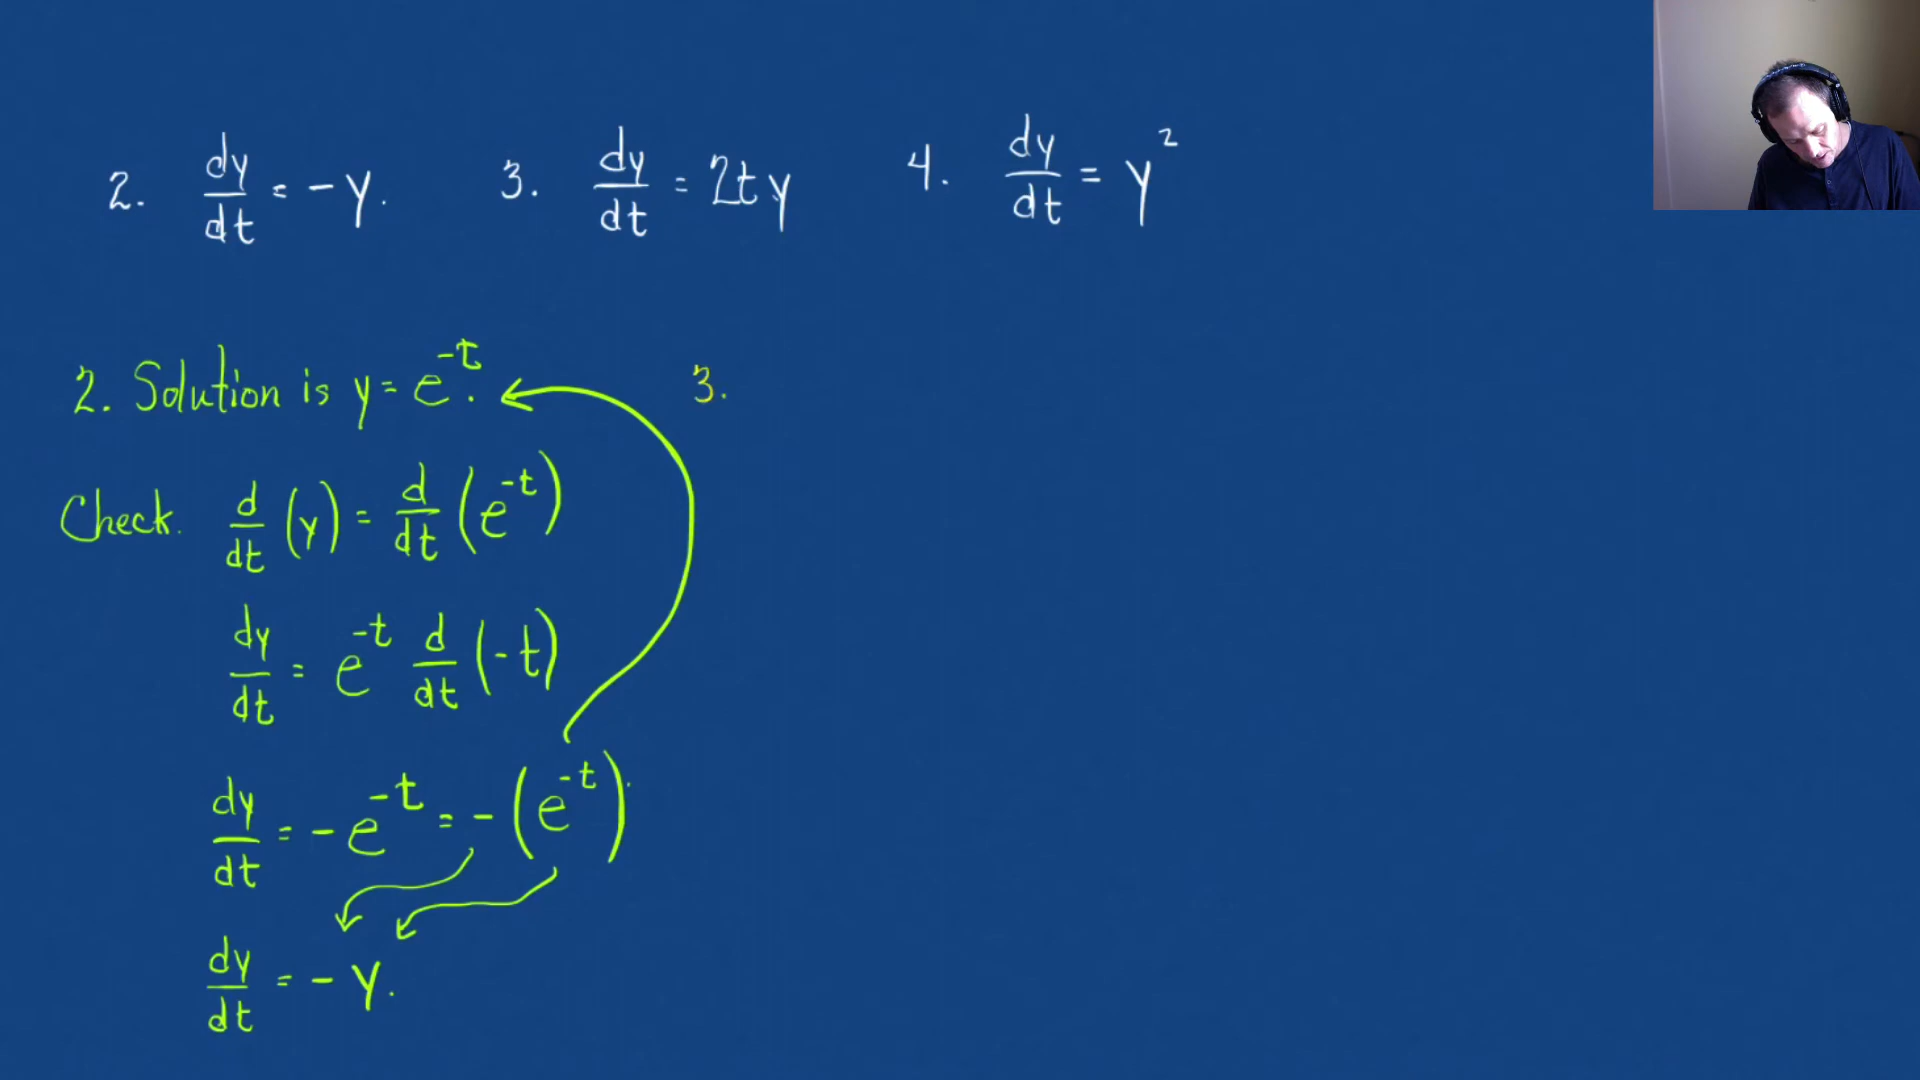 2. dy/dt = -y. 3. dy/dt = 2ty 4. dy/dt = y²
2. Solution is y = e^{-t}. 3.
Check. d/dt (y) = d/dt (e^{-t})
dy/dt = e^{-t} d/dt (-t)
dy/dt = -e^{-t} = -(e^{-t}).
dy/dt = -y.